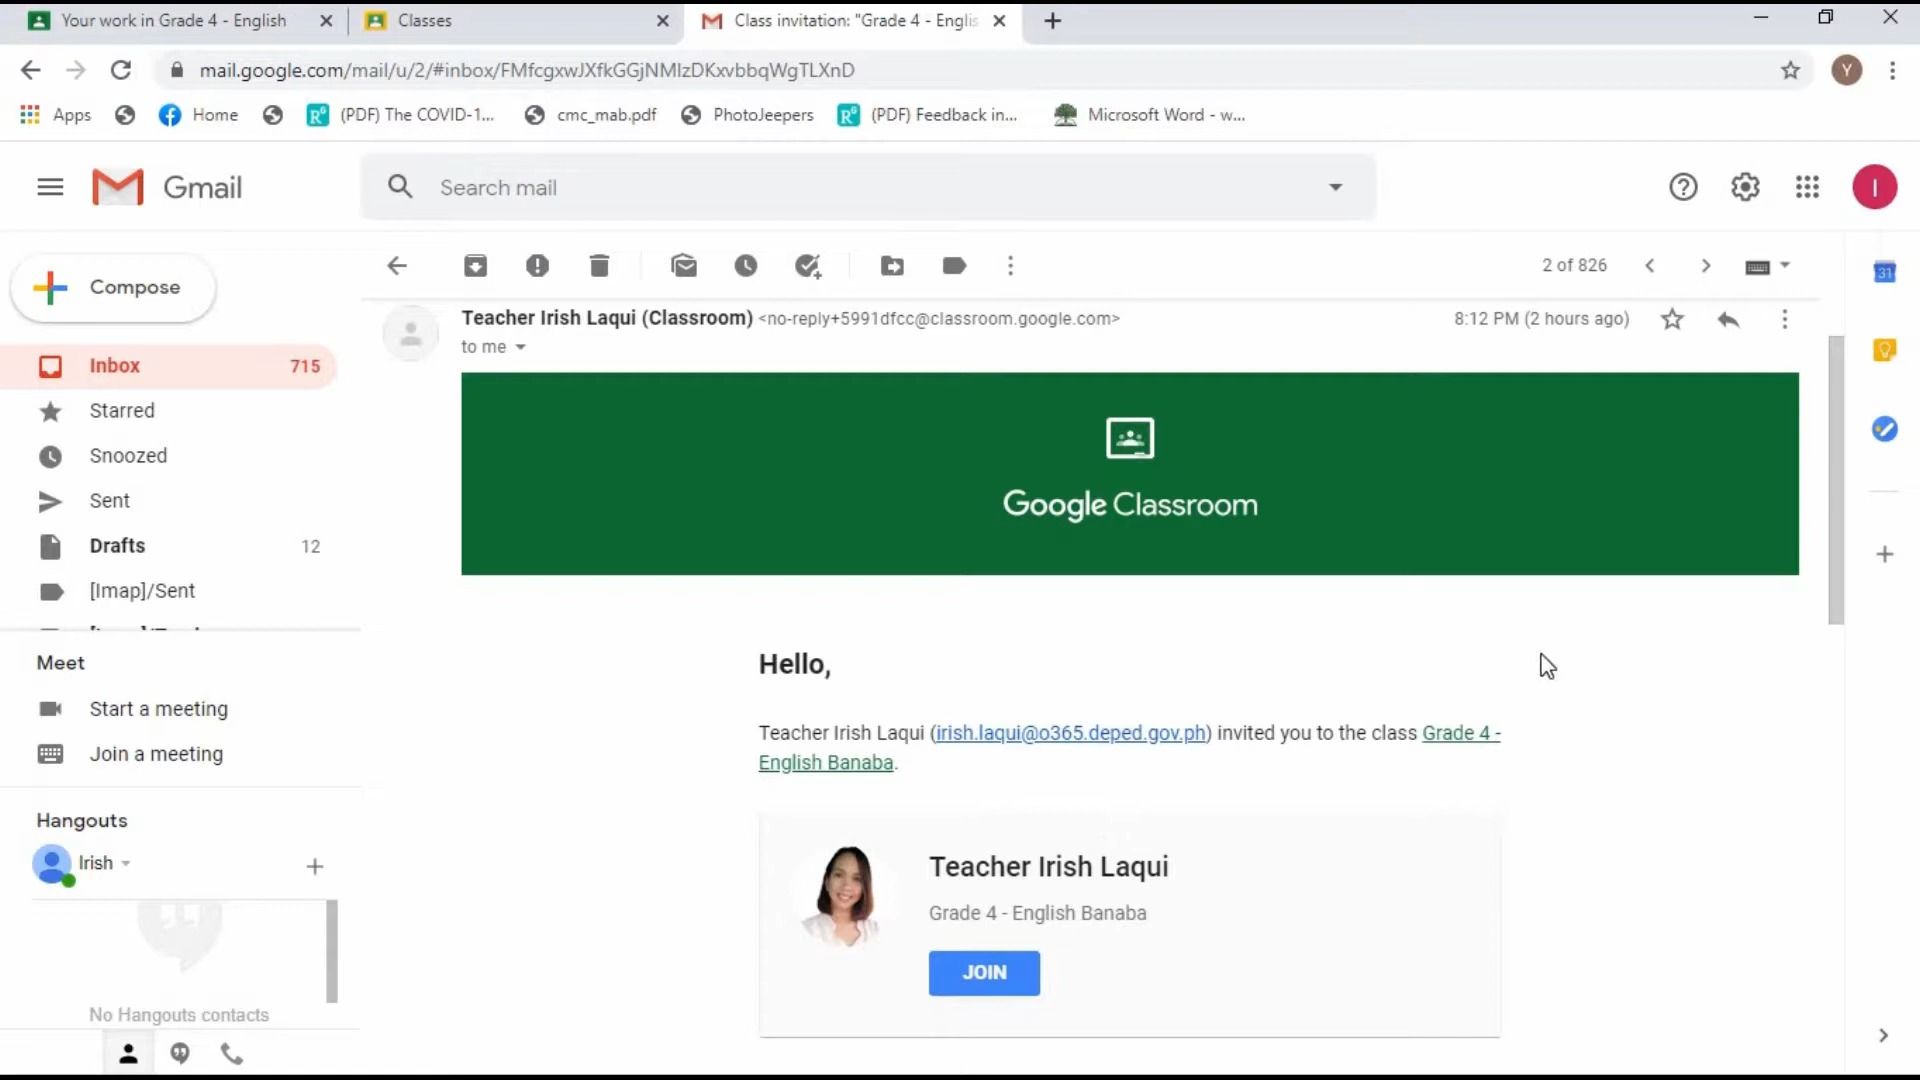 Your work in Grade 4 - English
Classes
Class invitation: "Grade 4 - Englis
mail.google.com/mail/u/2/#inbox/FMfcgxwJXfkGGjNMlzDKxvbbqWgTLXnD
Y
Apps
Home
(PDF) The COVID-1...
cmc_mab.pdf
PhotoJeepers
(PDF) Feedback in...
Microsoft Word - w...
Gmail
Search mail
I
Compose
2 of 826
31
Teacher Irish Laqui (Classroom) <no-reply+5991dfcc@classroom.google.com>
8:12 PM (2 hours ago)
to me
Inbox 715
Starred
Snoozed
Sent
Drafts 12
[Imap]/Sent
Meet
Start a meeting
Join a meeting
Hangouts
Irish
No Hangouts contacts
Google Classroom
Hello,
Teacher Irish Laqui (irish.laqui@o365.deped.gov.ph) invited you to the class Grade 4 -
English Banaba.
Teacher Irish Laqui
Grade 4 - English Banaba
JOIN